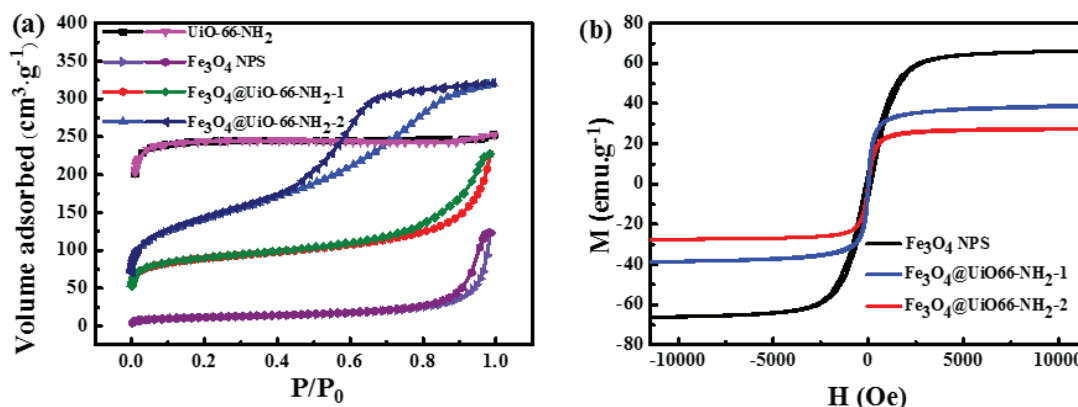 (a)
400
350
300
250
200
150
100
50
0
Volume adsorbed (cm³·g⁻¹)
UiO-66-NH₂
Fe₃O₄ NPS
Fe₃O₄@UiO-66-NH₂-1
Fe₃O₄@UiO-66-NH₂-2
0.0 0.2 0.4 0.6 0.8 1.0
P/P₀
(b)
80
60
40
20
0
-20
-40
-60
-80
M (emu.g⁻¹)
Fe₃O₄ NPS
Fe₃O₄@UiO66-NH₂-1
Fe₃O₄@UiO66-NH₂-2
-10000 -5000 0 5000 10000
H (Oe)